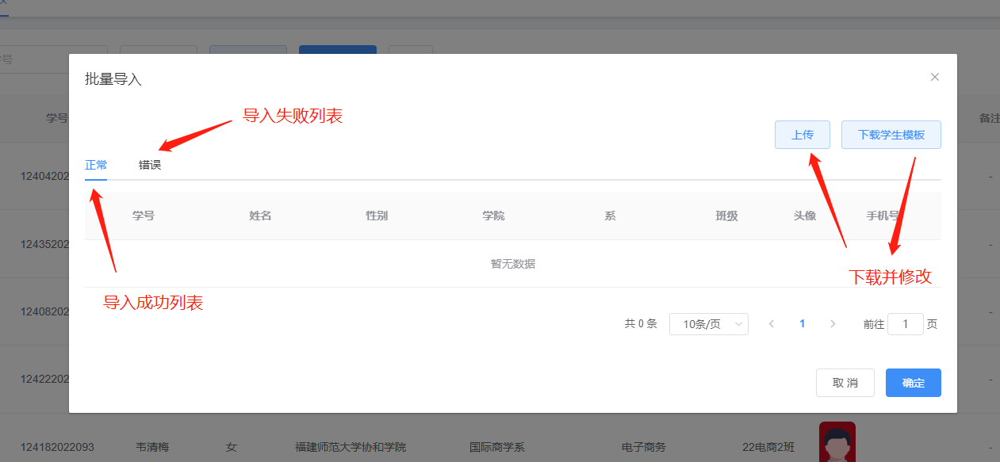 号
批量导入
导入失败列表
上传 下载学生模板
学号 备注
正常 错误
12404202
学号 姓名 性别 学院 系 班级 头像 手机号
12435202
暂无数据
下载并修改
导入成功列表
12408202
共 0 条 10条/页 1 前往 1 页
12422202
取 消 确定
124182022093 韦清梅 女 福建师范大学协和学院 国际商学系 电子商务 22电商2班